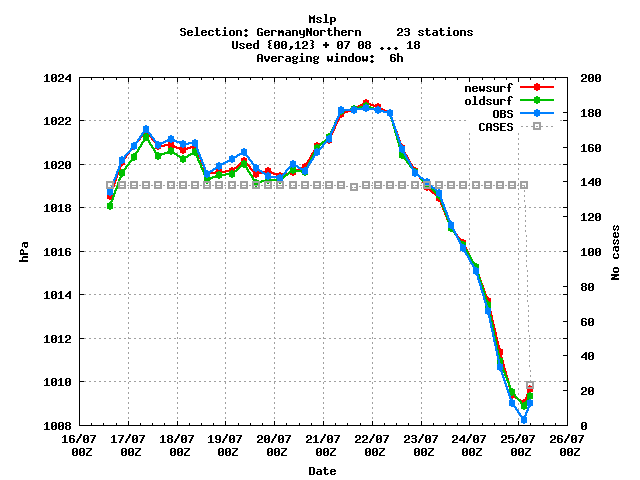 Mslp
Selection: GermanyNorthern 23 stations
Used {00,12} + 07 08 ... 18
Averaging window: 6h
1024 200
newsurf
oldsurf
OBS
CASES
1022 180
160
1020
140
1018
120
1016 100
hPa
No cases
1014 80
60
1012
40
1010
20
1008 0
16/07 17/07 18/07 19/07 20/07 21/07 22/07 23/07 24/07 25/07 26/07
00Z 00Z 00Z 00Z 00Z 00Z 00Z 00Z 00Z 00Z 00Z
Date